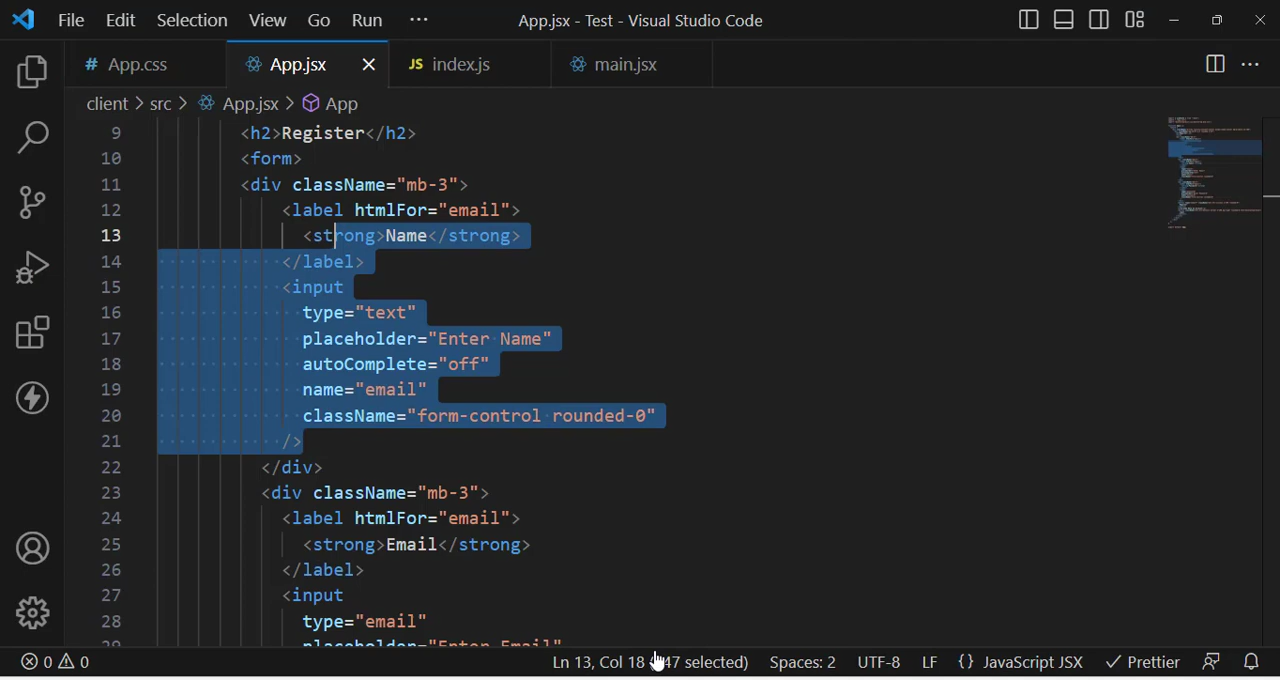 File Edit Selection View Go Run ··· App.jsx - Test - Visual Studio Code
# App.css App.jsx JS index.js main.jsx
client > src > App.jsx > App
9 <h2>Register</h2>
10 <form>
11 <div className="mb-3">
12 <label htmlFor="email">
13 <strong>Name</strong>
14 </label>
15 <input
16 type="text"
17 placeholder="Enter Name"
18 autoComplete="off"
19 name="email"
20 className="form-control rounded-0"
21 />
22 </div>
23 <div className="mb-3">
24 <label htmlFor="email">
25 <strong>Email</strong>
26 </label>
27 <input
28 type="email"
placeholder="Enter Email"
0 0 Ln 13, Col 18 selected) Spaces: 2 UTF-8 LF {} JavaScript JSX Prettier